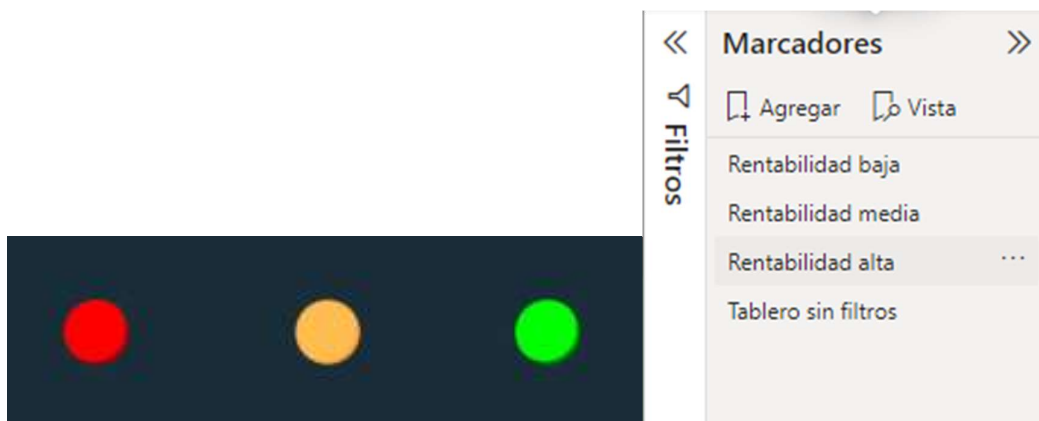 Marcadores
Agregar Vista
Filtros
Rentabilidad baja
Rentabilidad media
Rentabilidad alta
Tablero sin filtros